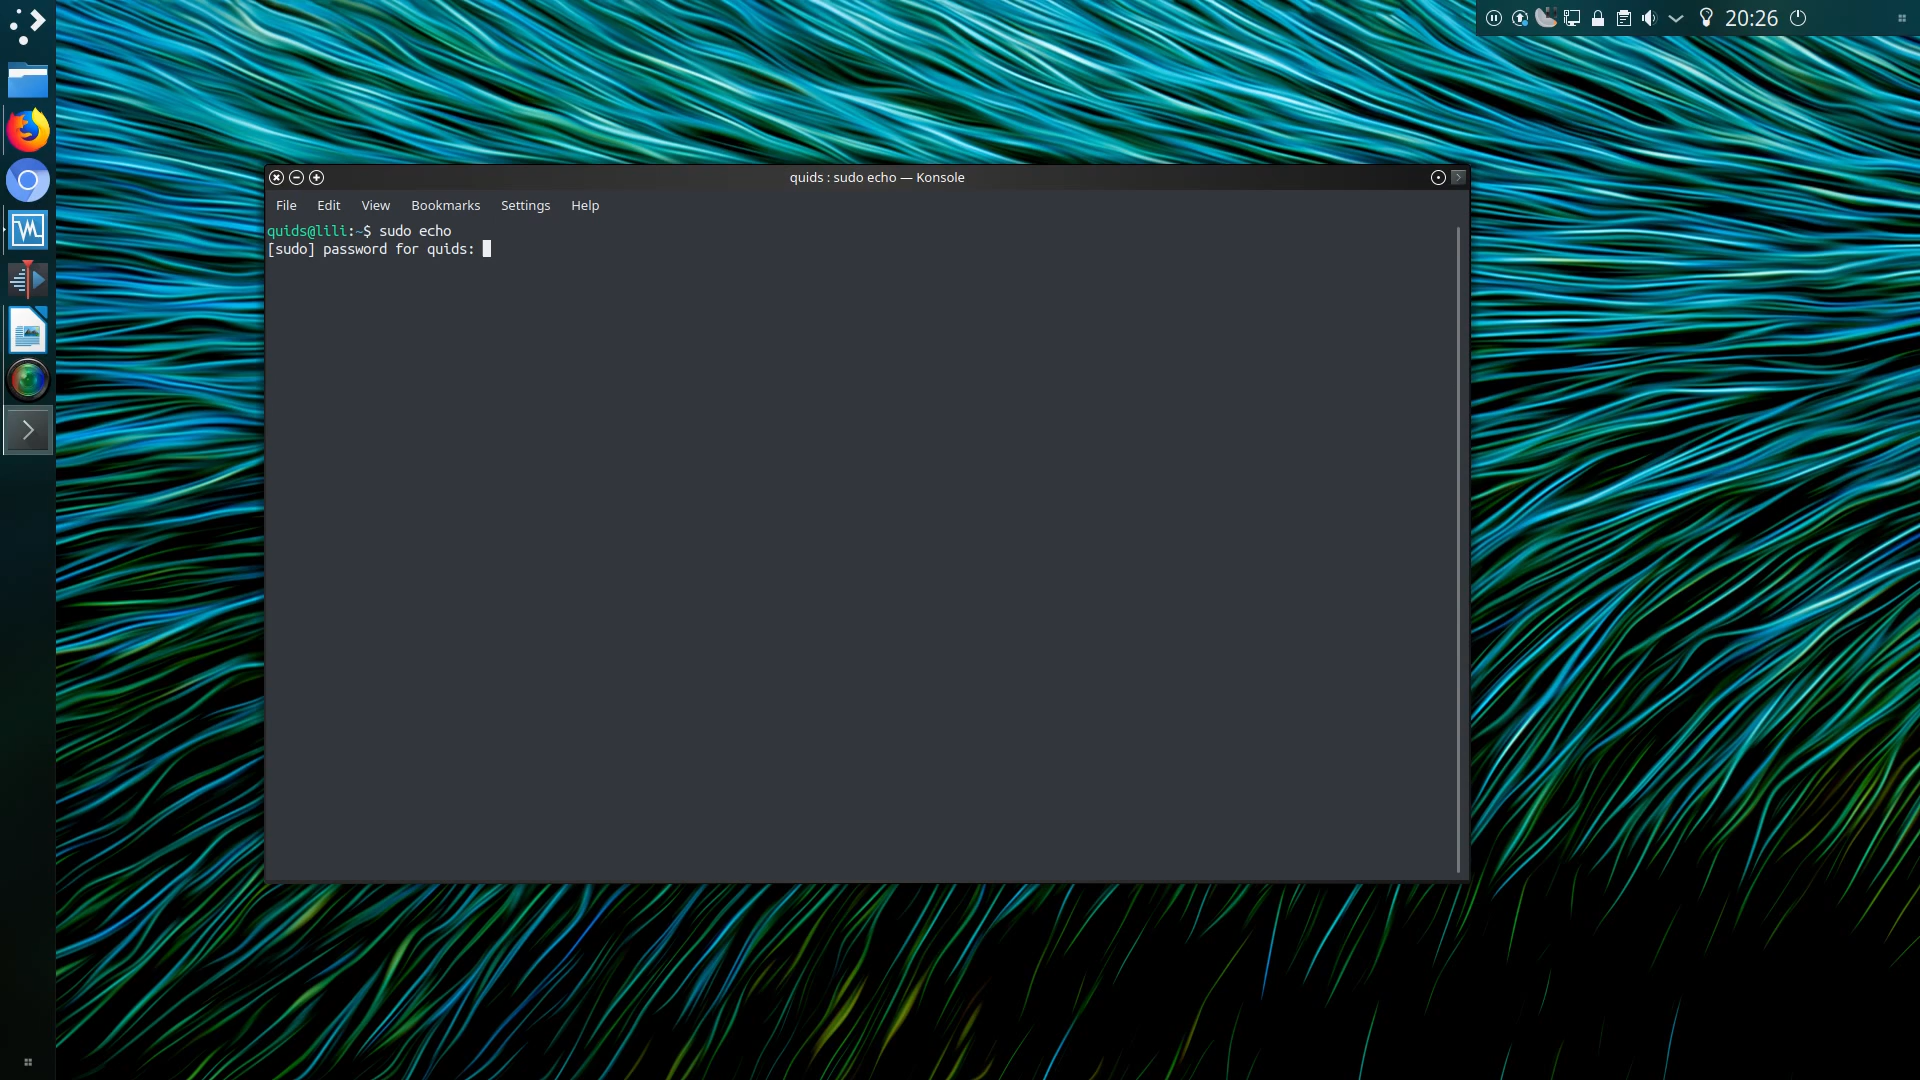 20:26
quids : sudo echo — Konsole
File Edit View Bookmarks Settings Help
quids@lili:~$ sudo echo
[sudo] password for quids: